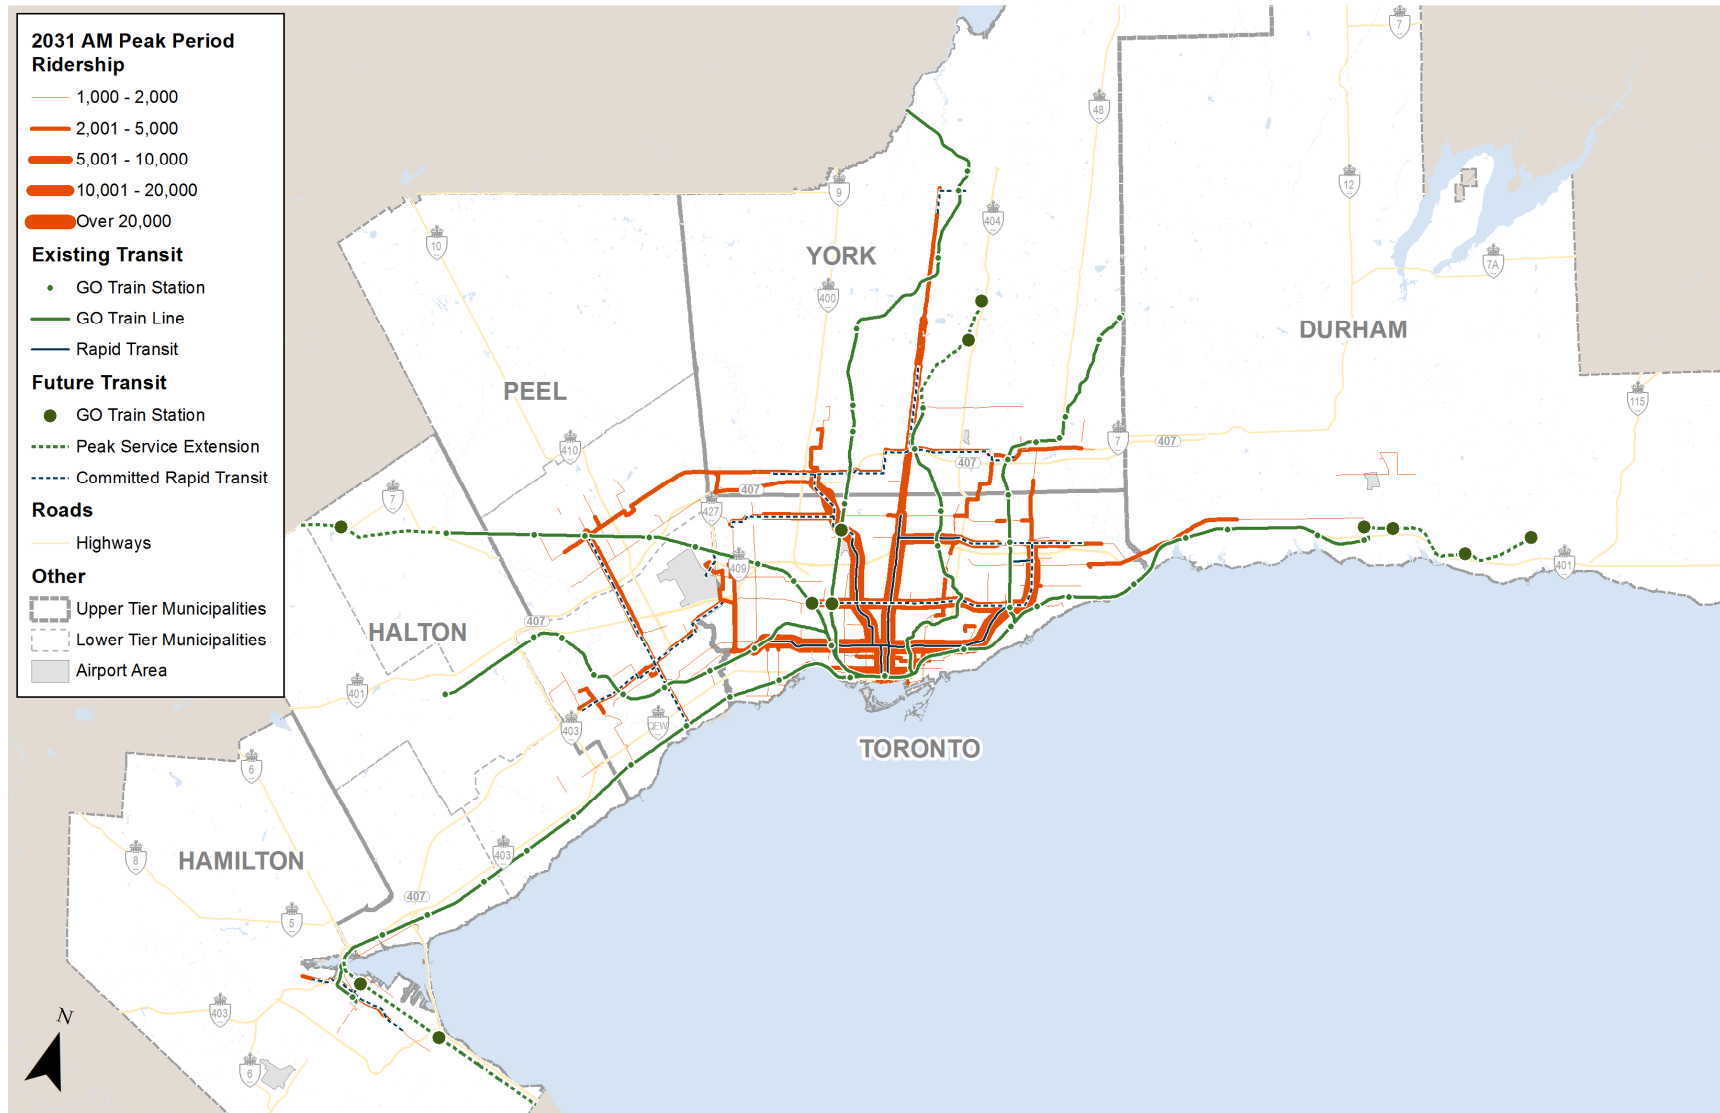 2031 AM Peak Period
Ridership
1,000 - 2,000
2,001 - 5,000
5,001 - 10,000
10,001 - 20,000
Over 20,000
Existing Transit
GO Train Station
GO Train Line
Rapid Transit
Future Transit
GO Train Station
Peak Service Extension
Committed Rapid Transit
Roads
Highways
Other
Upper Tier Municipalities
Lower Tier Municipalities
Airport Area
7
48
12
9
10
404
YORK
7A
400
DURHAM
PEEL
115
410
7
407
407
7
407
427
409
401
407
HALTON
401
403
QEW
TORONTO
6
8
HAMILTON
403
407
5
403
6
N